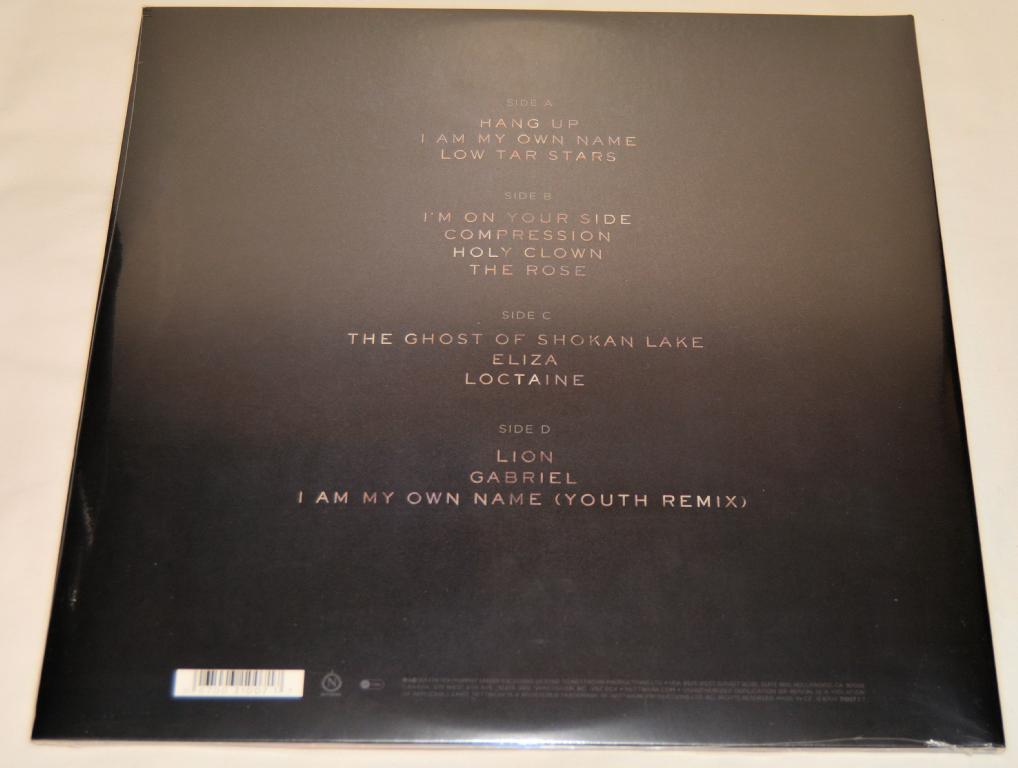 SIDE A
HANG UP
I AM MY OWN NAME
LOW TAR STARS
SIDE B
I'M ON YOUR SIDE
COMPRESSION
HOLY CLOWN
THE ROSE
SIDE C
THE GHOST OF SHOKAN LAKE
ELIZA
LOCTAINE
SIDE D
LION
GABRIEL
I AM MY OWN NAME (YOUTH REMIX)